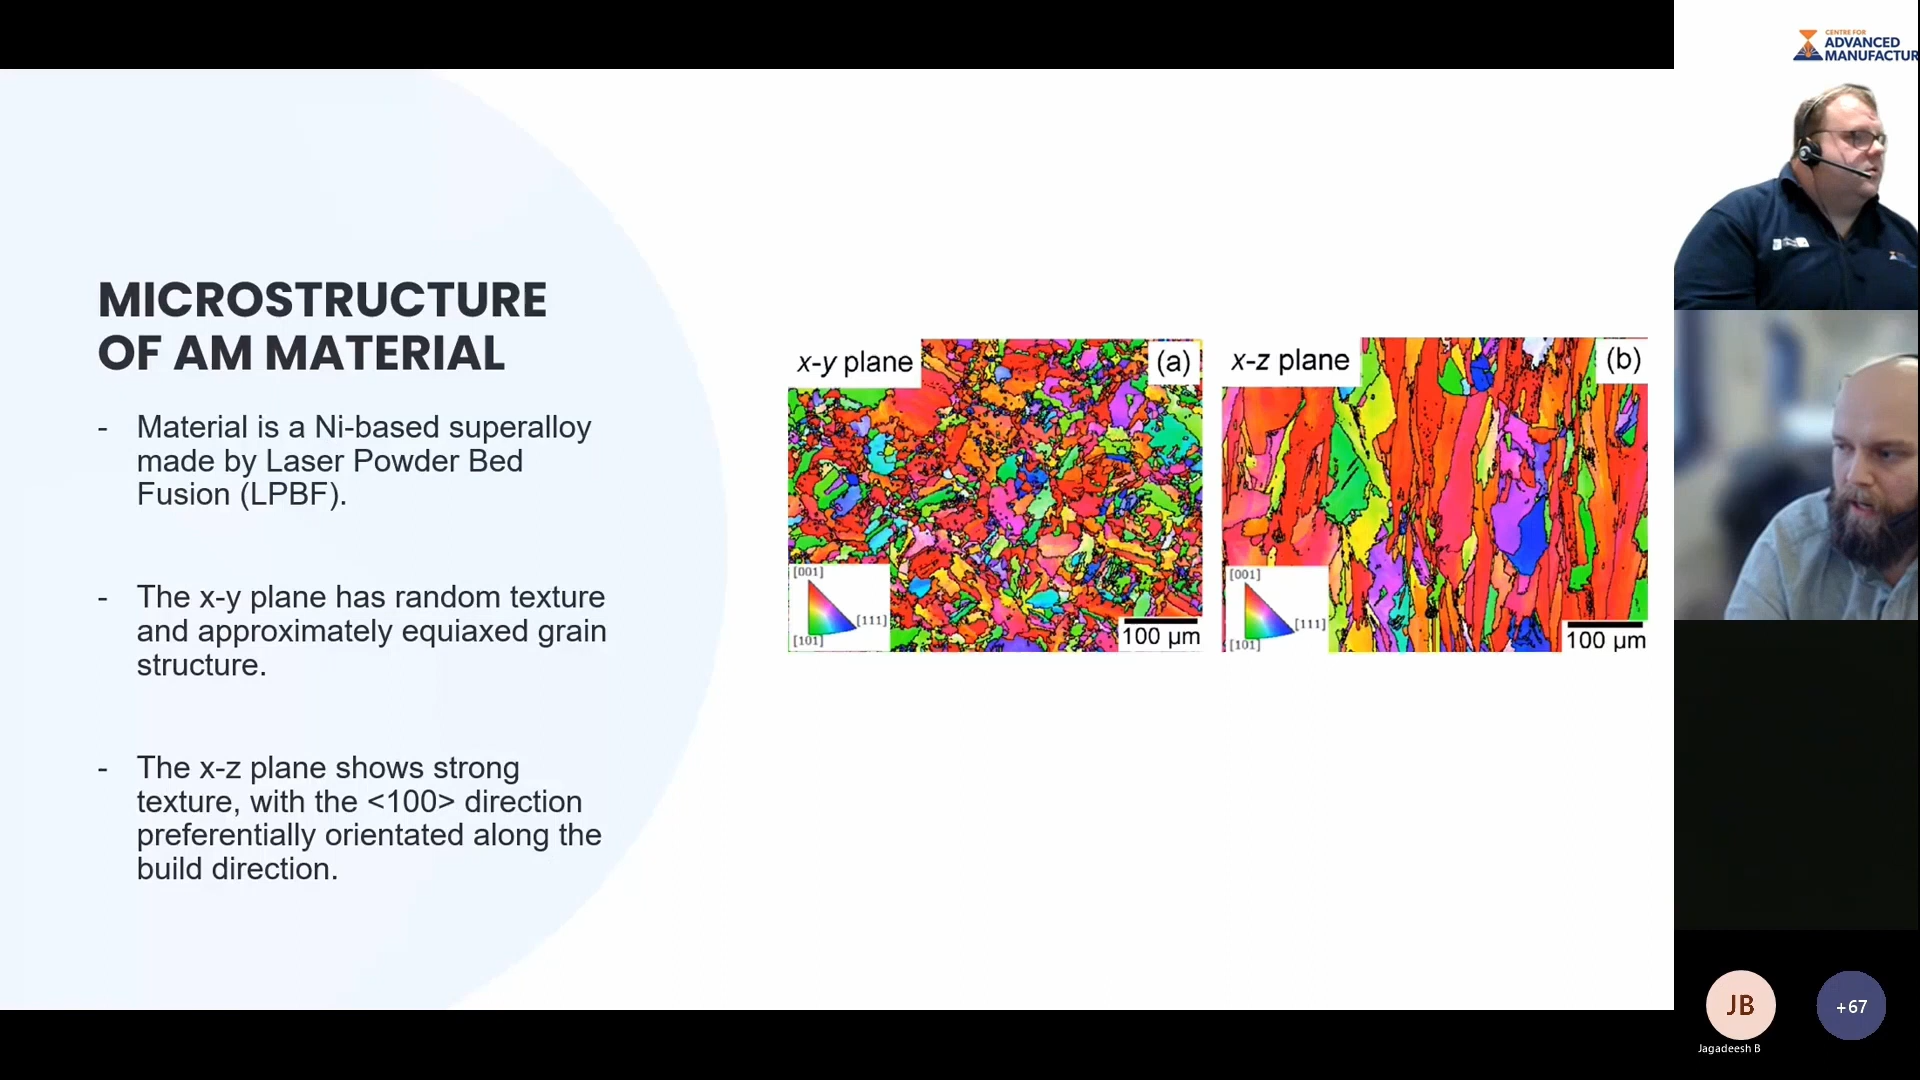 CENTRE FOR
ADVANCED
MANUFACTUR
MICROSTRUCTURE
OF AM MATERIAL
- Material is a Ni-based superalloy
made by Laser Powder Bed
Fusion (LPBF).
- The x-y plane has random texture
and approximately equiaxed grain
structure.
- The x-z plane shows strong
texture, with the <100> direction
preferentially orientated along the
build direction.
x-y plane
(a)
[001]
[111]
[101]
100 µm
x-z plane
(b)
[001]
[111]
[101]
100 µm
JB
Jagadeesh B
+67